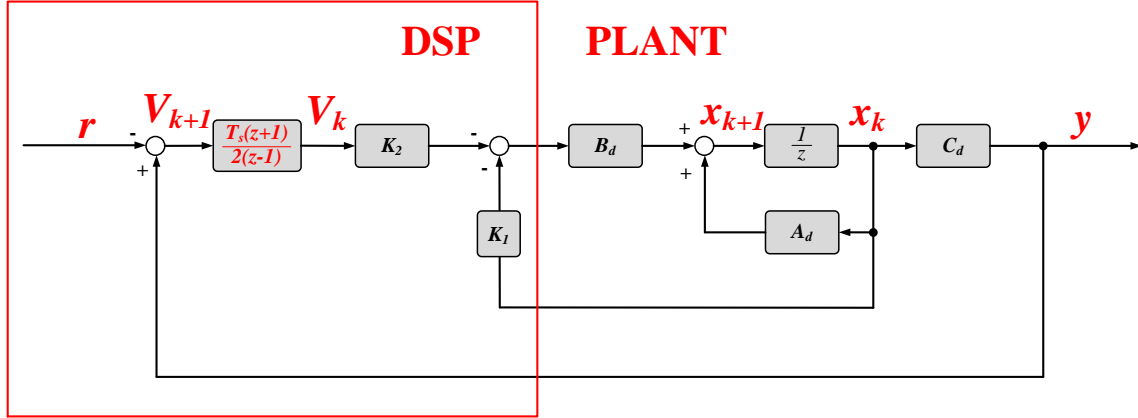 DSP PLANT
r - V_{k+1} V_k x_{k+1} x_k y
T_s(z+1)
2(z-1)
K_2 - B_d + 1
z C_d
+ - +
K_1 A_d